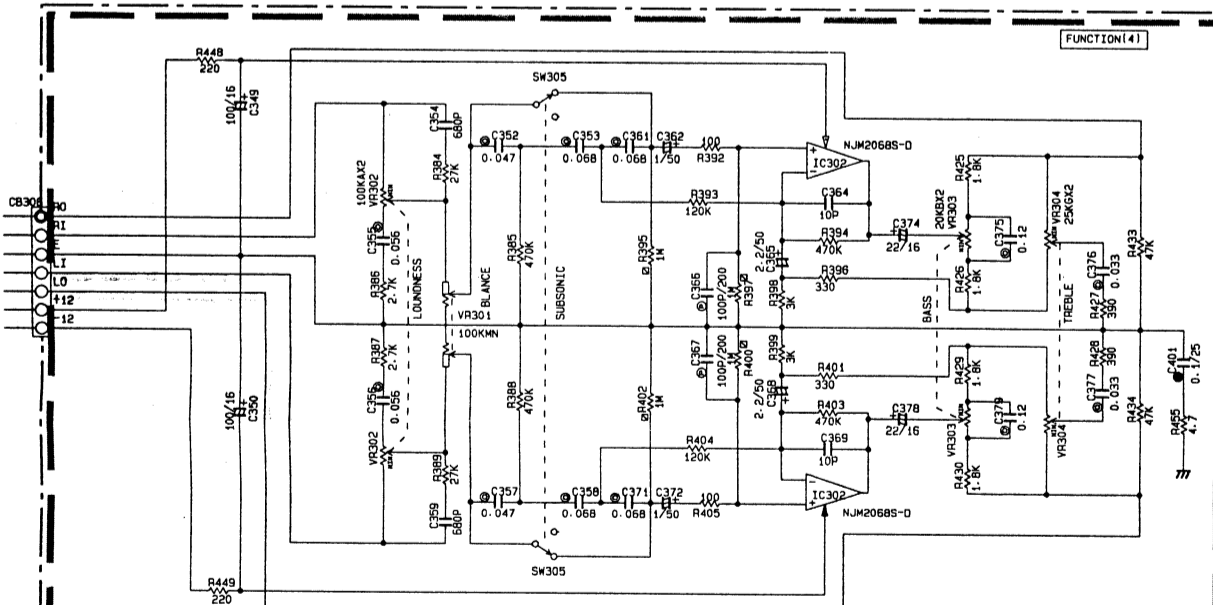 FUNCTION(4)
R448
220
100/16
C349
SW305
C354
680P
R384
27K
C352
0.047
C353
0.068
C361
0.068
C362
1/50
100
R392
NJM2068S-D
IC302
R393
120K
C364
10P
R394
470K
C374
22/16
R425
1.8K
20KBX2
VR303
C375
0.12
VR304
25KGX2
R433
47K
CB306
RO
RI
E
LI
LO
+12
-12
100KAX2
VR302
C355
0.056
R386
2.7K
LOUNDNESS
BLANCE
SUBSONIC
R385
470K
R395
1M
C366
100P/200
R397
1M
2.2/50
C365
R396
330
R398
3K
R426
1.8K
BASS
TREBLE
C376
0.033
R427
390
VR301
100KMN
R387
2.7K
C356
0.056
R388
470K
R402
1M
C367
100P/200
R400
1M
R399
3K
2.2/50
C368
R401
330
R403
470K
C378
22/16
R429
1.8K
C379
0.12
R428
390
C377
0.033
R434
47K
C401
0.1/25
R455
4.7
100/16
C350
VR302
R389
27K
C359
680P
R404
120K
C369
10P
VR303
VR304
R430
1.8K
C357
0.047
C358
0.068
C371
0.068
C372
1/50
100
R405
IC302
NJM2068S-D
SW305
R449
220